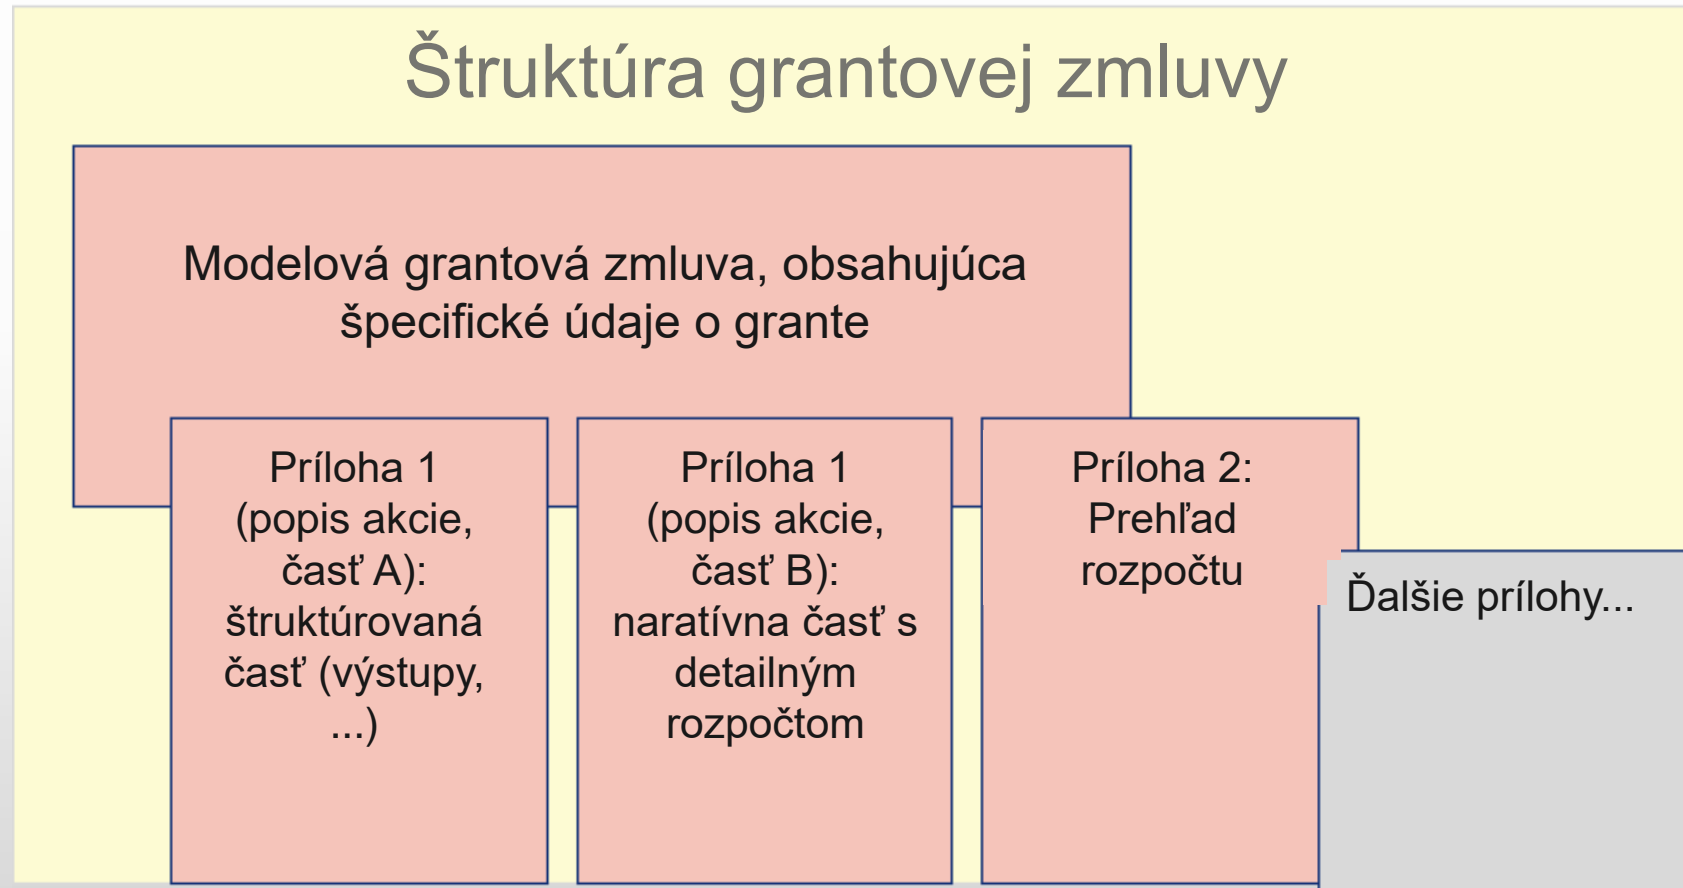 Štruktúra grantovej zmluvy
Modelová grantová zmluva, obsahujúca
špecifické údaje o grante
Príloha 1
(popis akcie,
časť A):
štruktúrovaná
časť (výstupy,
...)
Príloha 1
(popis akcie,
časť B):
naratívna časť s
detailným
rozpočtom
Príloha 2:
Prehľad
rozpočtu
Ďalšie prílohy...